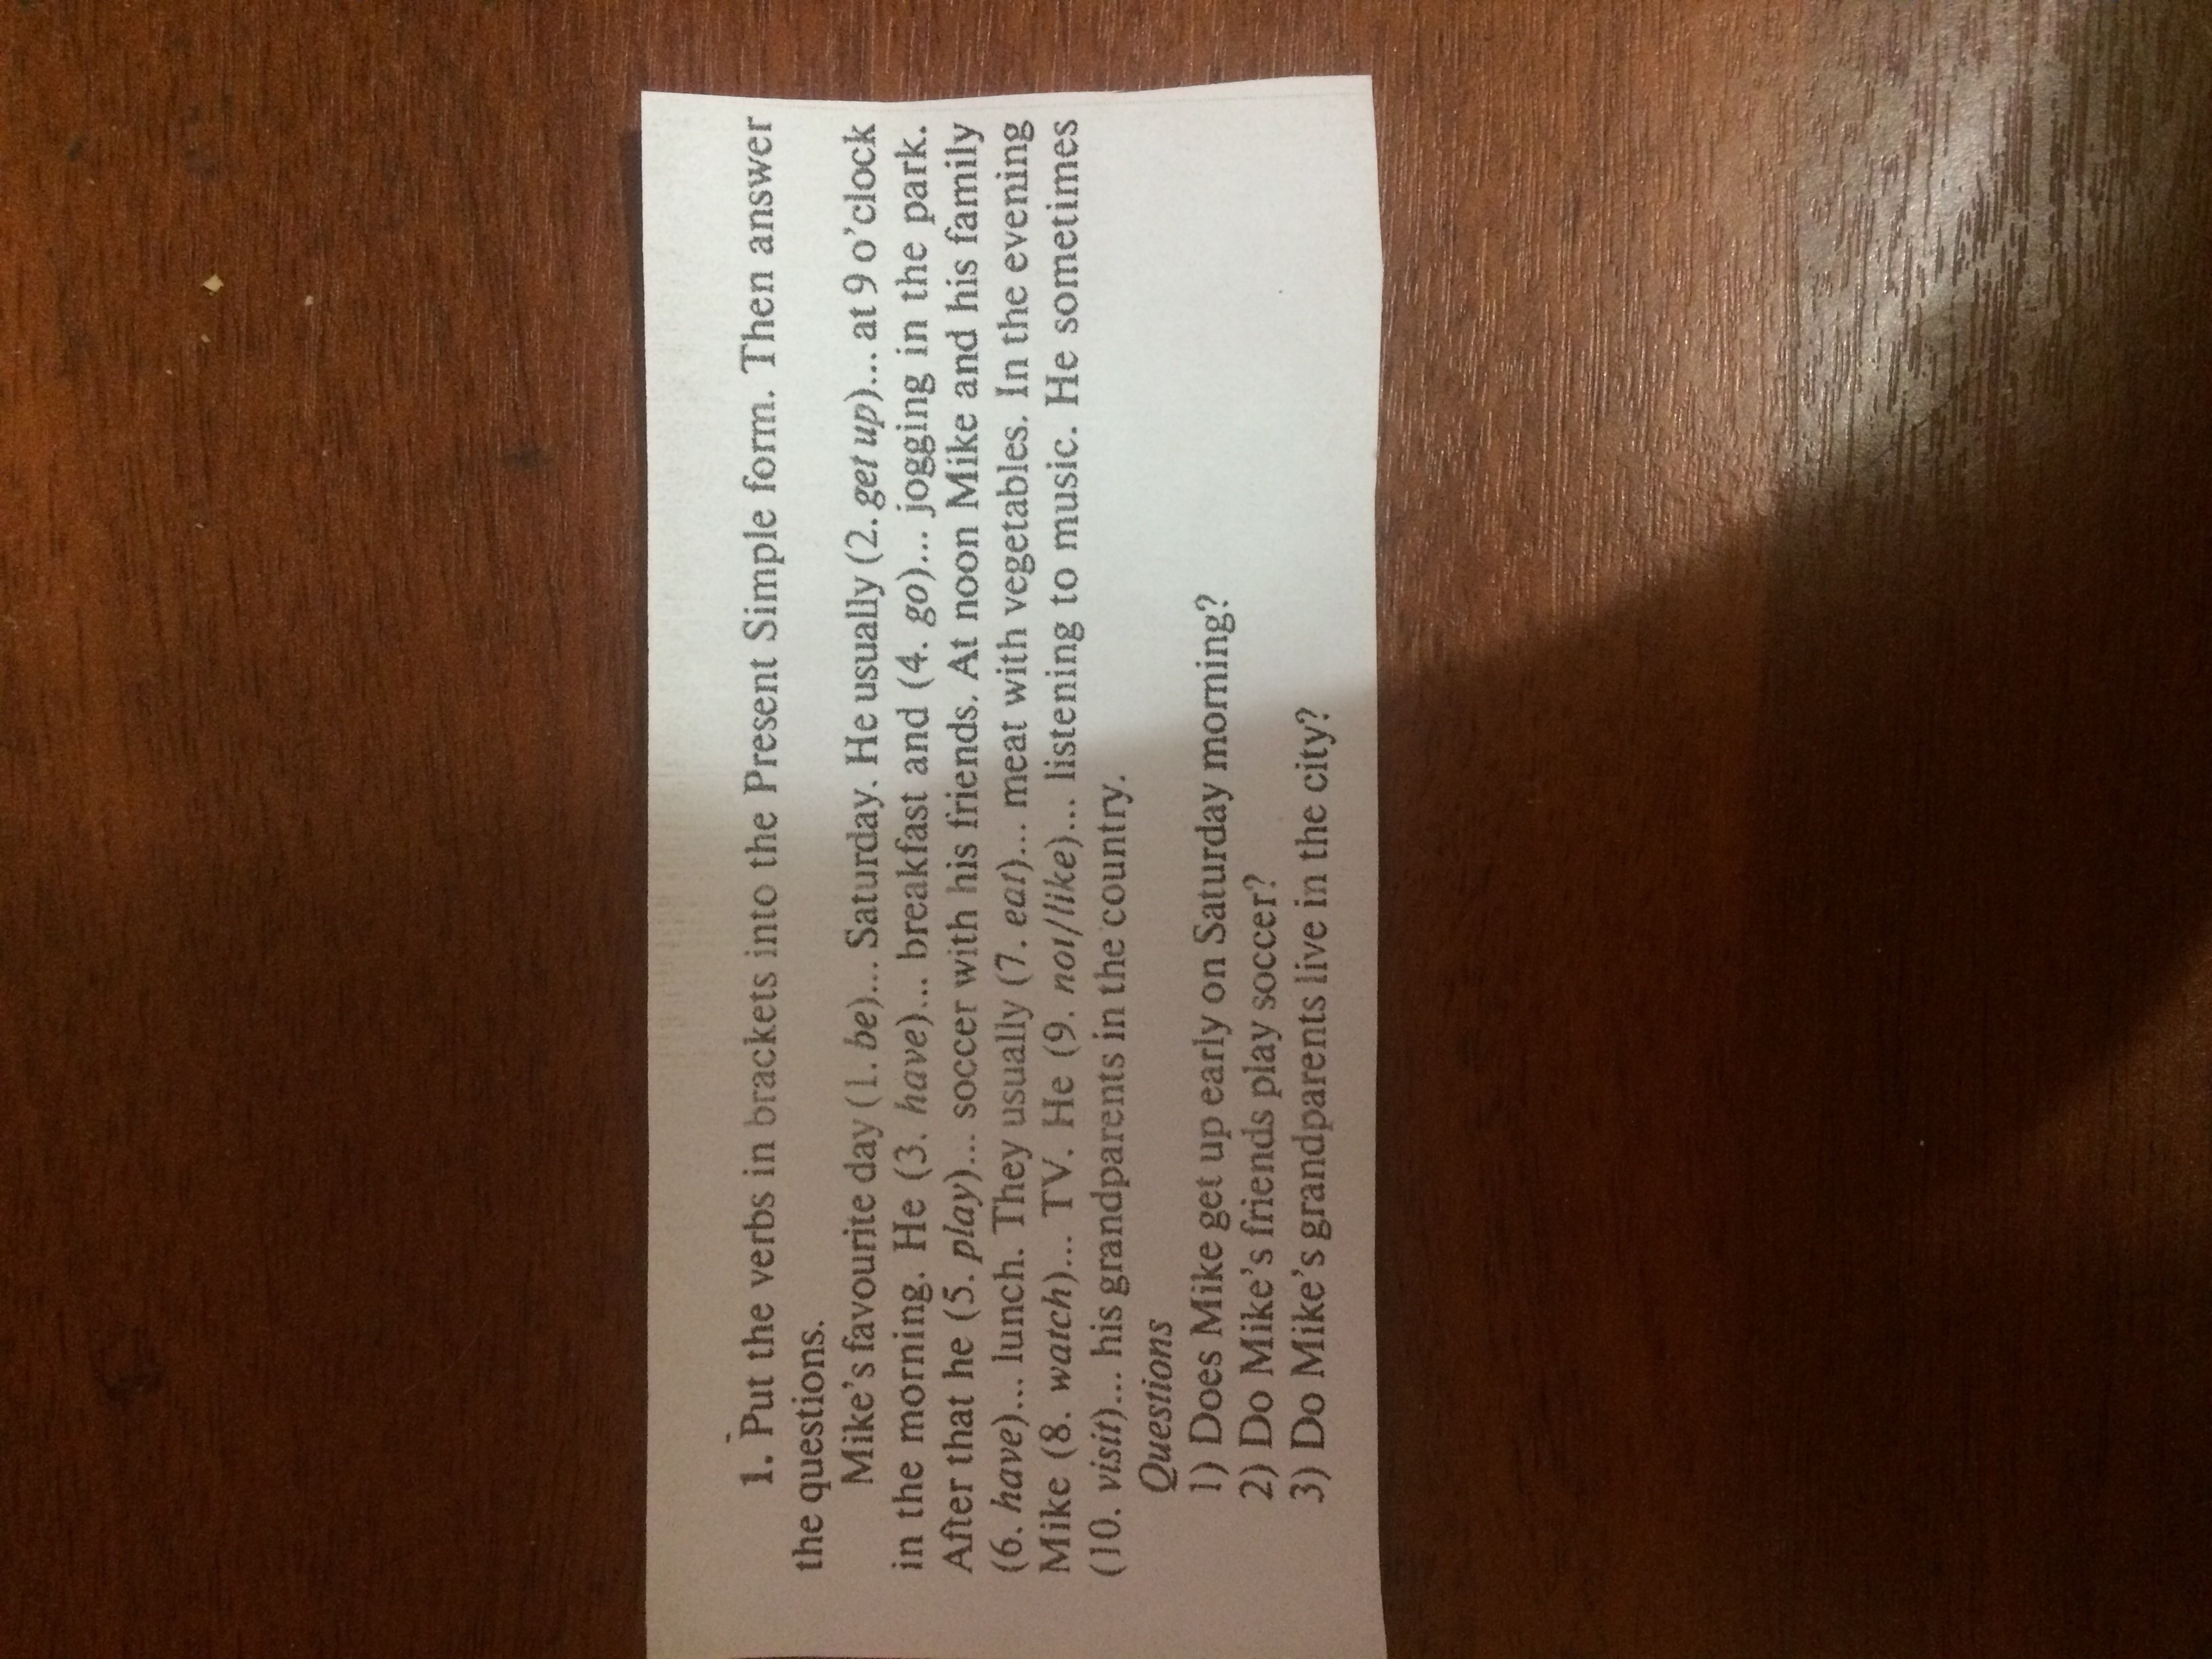 1. Put the verbs in brackets into the Present Simple form. Then answer
the questions.
Mike's favourite day (1. be)... Saturday. He usually (2. get up)... at 9 o'clock
in the morning. He (3. have)... breakfast and (4. go)... jogging in the park.
After that he (5. play)... soccer with his friends. At noon Mike and his family
(6. have)... lunch. They usually (7. eat)... meat with vegetables. In the evening
Mike (8. watch)... TV. He (9. not/like)... listening to music. He sometimes
(10. visit)... his grandparents in the country.
Questions
1) Does Mike get up early on Saturday morning?
2) Do Mike's friends play soccer?
3) Do Mike's grandparents live in the city?